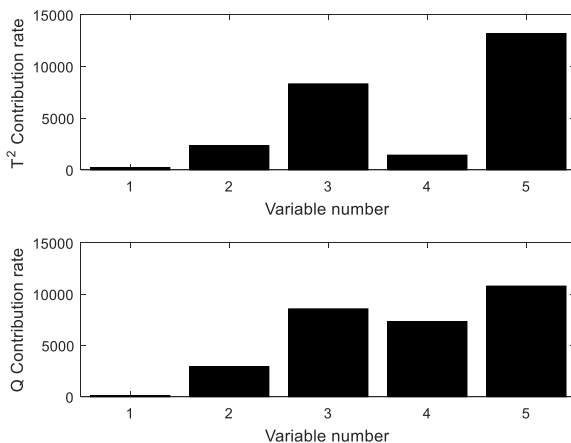 15000
10000
5000
0
T² Contribution rate
1 2 3 4 5
Variable number
15000
10000
5000
0
Q Contribution rate
1 2 3 4 5
Variable number